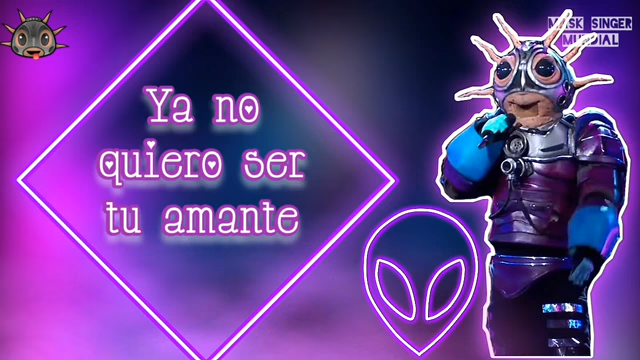 MASK SINGER
MUNDIAL
Ya no
quiero ser
tu amante